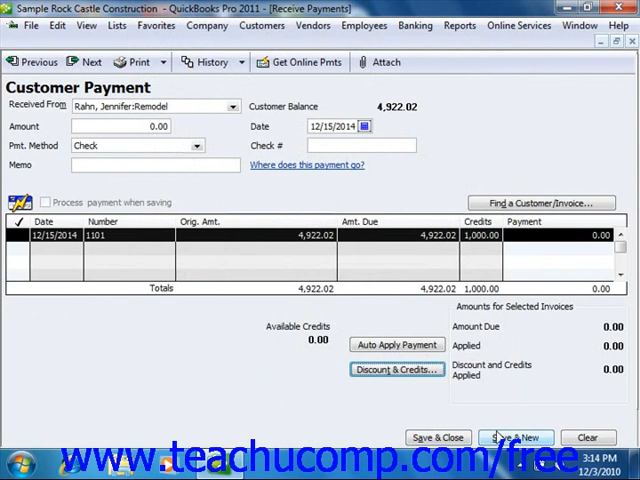 Sample Rock Castle Construction - QuickBooks Pro 2011 - [Receive Payments]
File Edit View Lists Favorites Company Customers Vendors Employees Banking Reports Online Services Window Help
Previous Next Print History Get Online Pmts Attach
Customer Payment
Received From Rahn, Jennifer:Remodel Customer Balance 4,922.02
Amount 0.00 Date 12/15/2014
Pmt. Method Check Check #
Memo Where does this payment go?
Process payment when saving Find a Customer/Invoice...
✓ Date Number Orig. Amt. Amt. Due Credits Payment
12/15/2014 1101 4,922.02 4,922.02 1,000.00 0.00
Totals 4,922.02 4,922.02 1,000.00 0.00
Amounts for Selected Invoices
Available Credits
0.00
Auto Apply Payment
Discount & Credits...
Amount Due 0.00
Applied 0.00
Discount and Credits Applied 0.00
Save & Close Save & New Clear
www.teachucomp.com/free
3:14 PM
12/3/2010